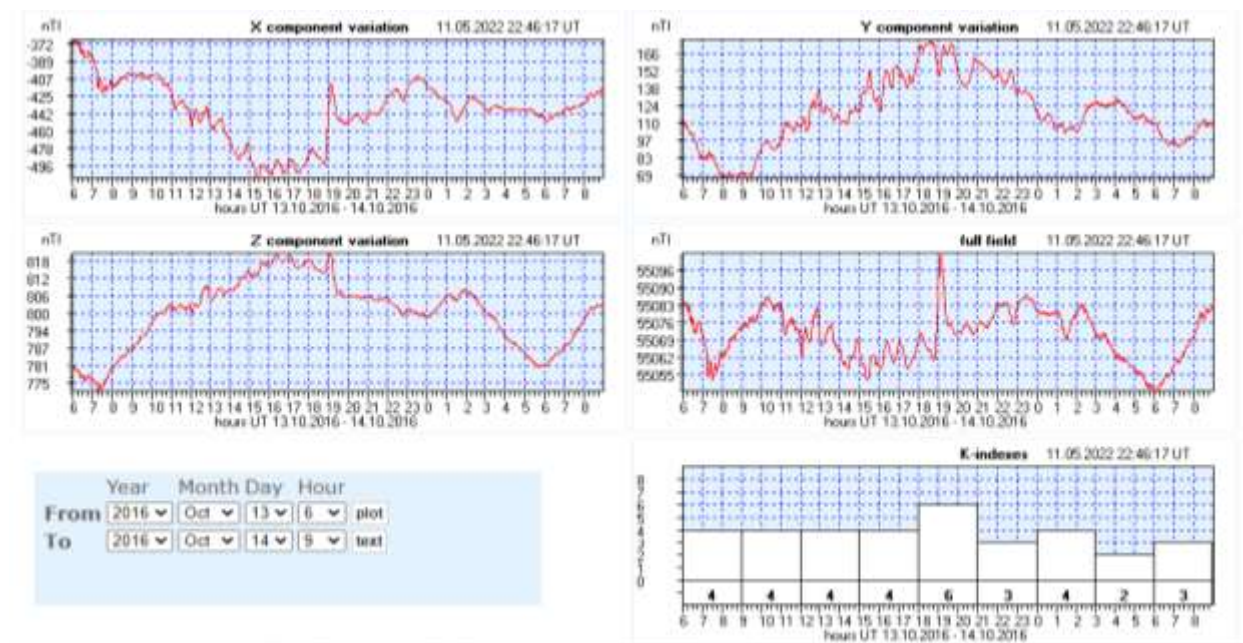 nTl X component variation 11.05.2022 22:46:17 UT
-372
-389
-407
-425
-442
-460
-478
-496
6 7 8 9 10 11 12 13 14 15 16 17 18 19 20 21 22 23 0 1 2 3 4 5 6 7 8
hours UT 13.10.2016 - 14.10.2016
nTl Y component variation 11.05.2022 22:46:17 UT
166
152
138
124
110
97
83
69
6 7 8 9 10 11 12 13 14 15 16 17 18 19 20 21 22 23 0 1 2 3 4 5 6 7 8
hours UT 13.10.2016 - 14.10.2016
nTl Z component variation 11.05.2022 22:46:17 UT
818
812
806
800
794
787
781
775
6 7 8 9 10 11 12 13 14 15 16 17 18 19 20 21 22 23 0 1 2 3 4 5 6 7 8
hours UT 13.10.2016 - 14.10.2016
nTl full field 11.05.2022 22:46:17 UT
55096
55090
55083
55076
55069
55062
55055
6 7 8 9 10 11 12 13 14 15 16 17 18 19 20 21 22 23 0 1 2 3 4 5 6 7 8
hours UT 13.10.2016 - 14.10.2016
Year Month Day Hour
From 2016 Oct 13 6 plot
To 2016 Oct 14 9 text
K-indexes 11.05.2022 22:46:17 UT
8
7
6
5
4
3
2
1
0
4 4 4 4 6 3 4 2 3
6 7 8 9 10 11 12 13 14 15 16 17 18 19 20 21 22 23 0 1 2 3 4 5 6 7 8
hours UT 13.10.2016 - 14.10.2016